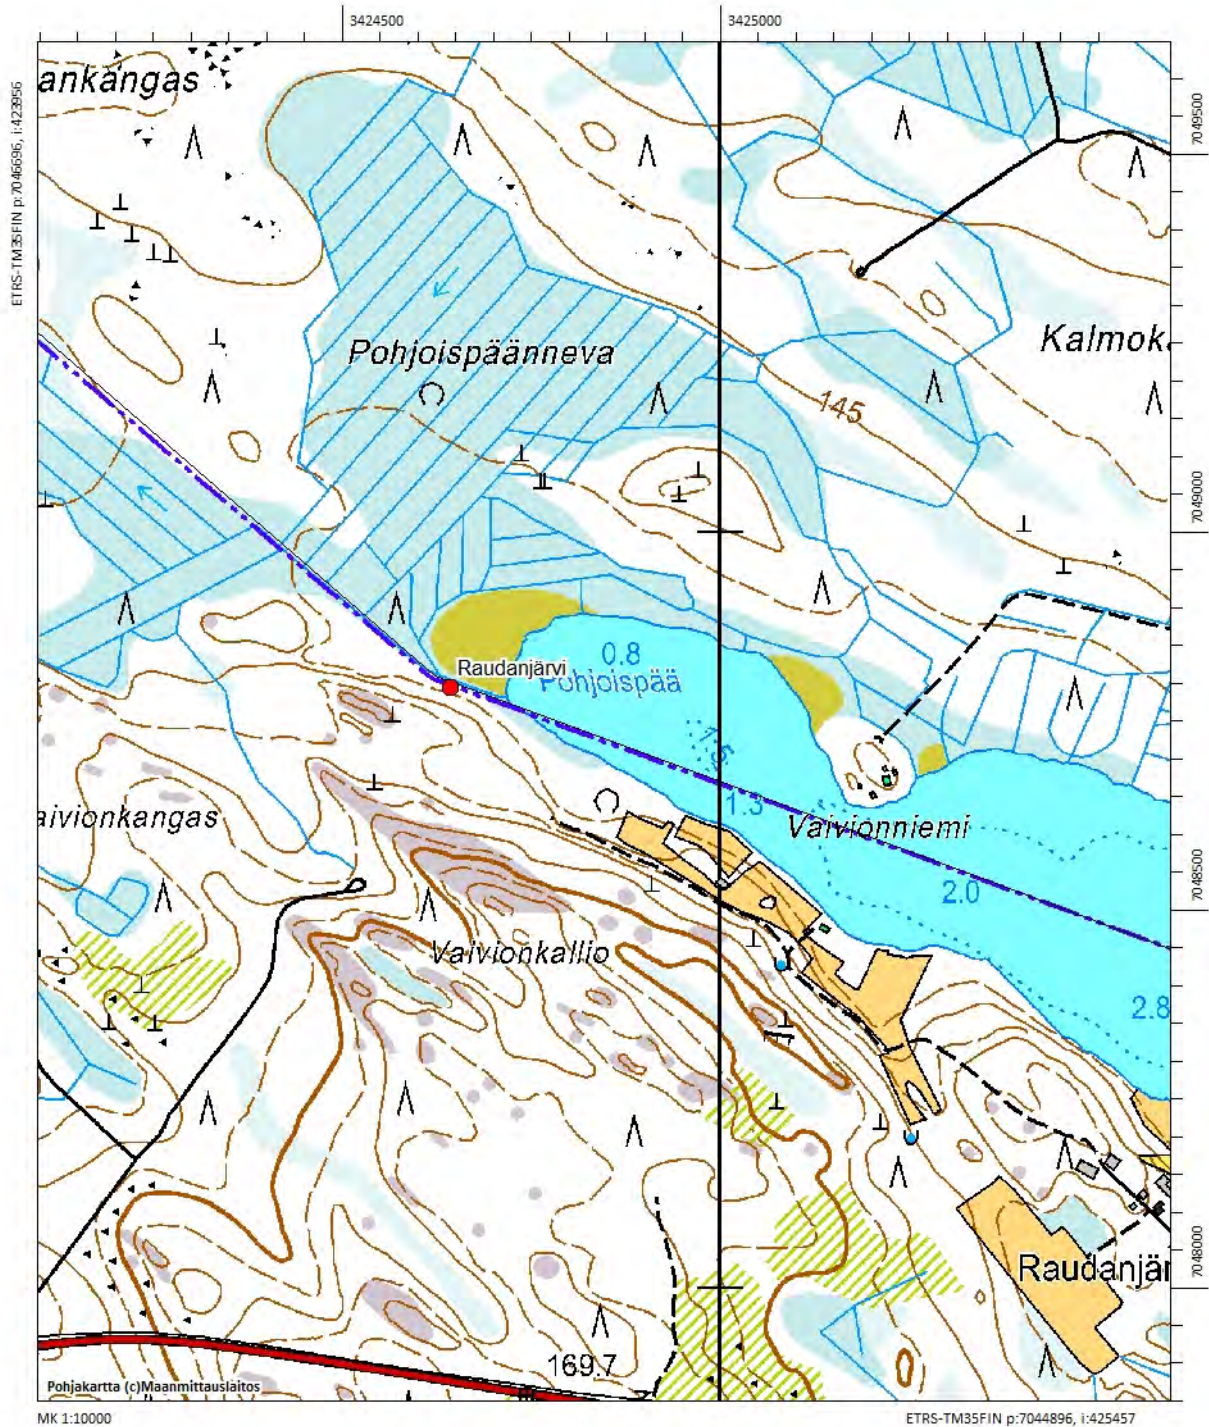 3424500
3425000
ETRS-TM35FIN p:7046696, i:423956
ankangas
7049500
Pohjoispäänneva
Kalmoka
145
7049000
0.8
Raudanjärvi
Pohjoispää
1.5
1.3
aivionkangas
Vaivionniemi
7048500
2.0
Vaivionkallio
2.8
7048000
Raudanjär
169.7
Pohjakartta (c)Maanmittauslaitos
MK 1:10000
ETRS-TM35FIN p:7044896, i:425457